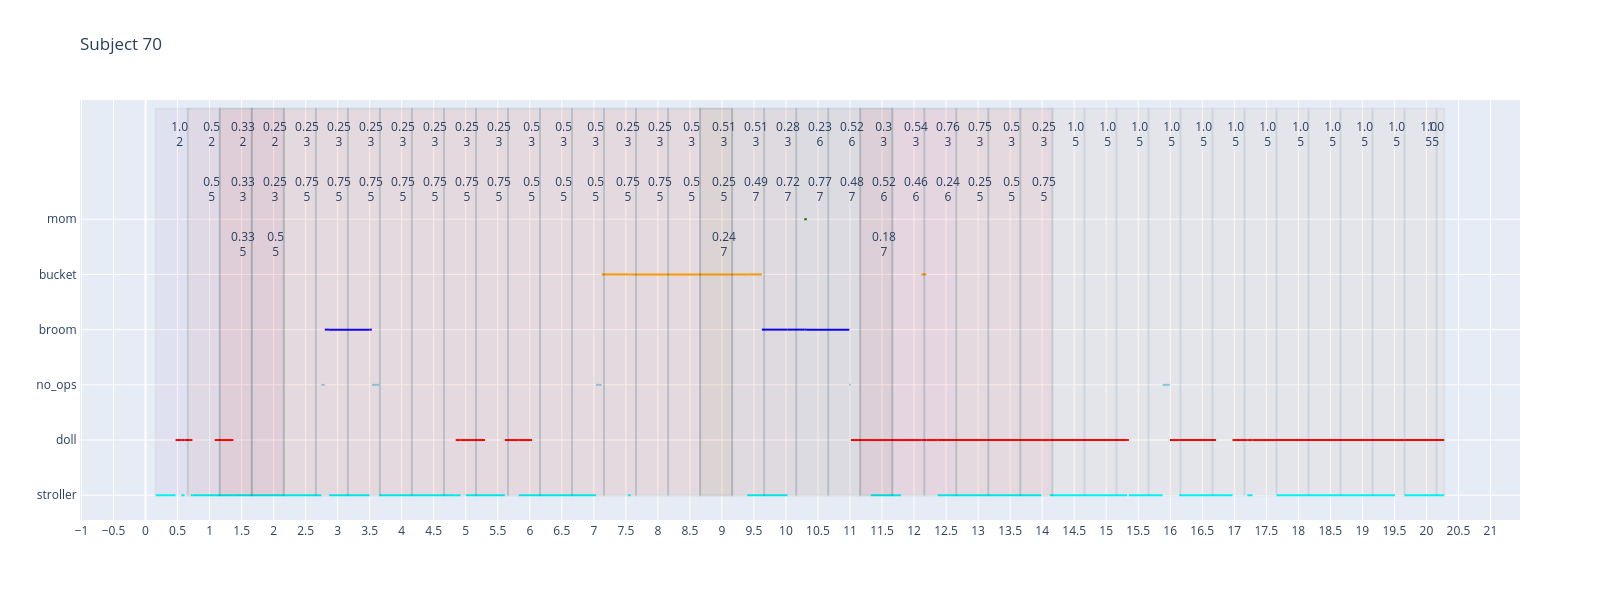 Subject 70
1.0 0.5 0.33 0.25 0.25 0.25 0.25 0.25 0.25 0.25 0.25 0.5 0.5 0.5 0.25 0.25 0.5 0.51 0.51 0.28 0.23 0.52 0.3 0.54 0.76 0.75 0.5 0.25 1.0 1.0 1.0 1.0 1.0 1.0 1.0 1.0 1.0 1.0 1.0 1.0 1.0
2 2 2 2 3 3 3 3 3 3 3 3 3 3 3 3 3 3 3 3 6 6 3 3 3 3 3 3 5 5 5 5 5 5 5 5 5 5 5 5 5
0.5 0.33 0.25 0.75 0.75 0.75 0.75 0.75 0.75 0.75 0.5 0.5 0.5 0.75 0.75 0.5 0.25 0.49 0.72 0.77 0.48 0.52 0.46 0.24 0.25 0.5 0.75
5 3 3 5 5 5 5 5 5 5 5 5 5 5 5 5 5 7 7 7 7 6 6 6 5 5 5
mom
0.33 0.5 0.24 0.18
5 5 7 7
bucket
broom
no_ops
doll
stroller
−1 −0.5 0 0.5 1 1.5 2 2.5 3 3.5 4 4.5 5 5.5 6 6.5 7 7.5 8 8.5 9 9.5 10 10.5 11 11.5 12 12.5 13 13.5 14 14.5 15 15.5 16 16.5 17 17.5 18 18.5 19 19.5 20 20.5 21